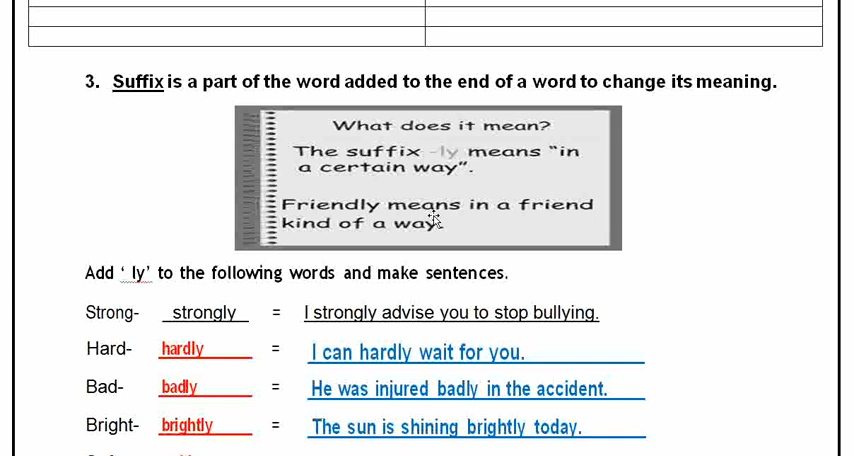 3. Suffix is a part of the word added to the end of a word to change its meaning.
What does it mean?
The suffix -ly means "in
a certain way".
Friendly means in a friend
kind of a way.
Add ‘ ly’ to the following words and make sentences.
Strong- strongly = I strongly advise you to stop bullying.
Hard- hardly = I can hardly wait for you.
Bad- badly = He was injured badly in the accident.
Bright- brightly = The sun is shining brightly today.